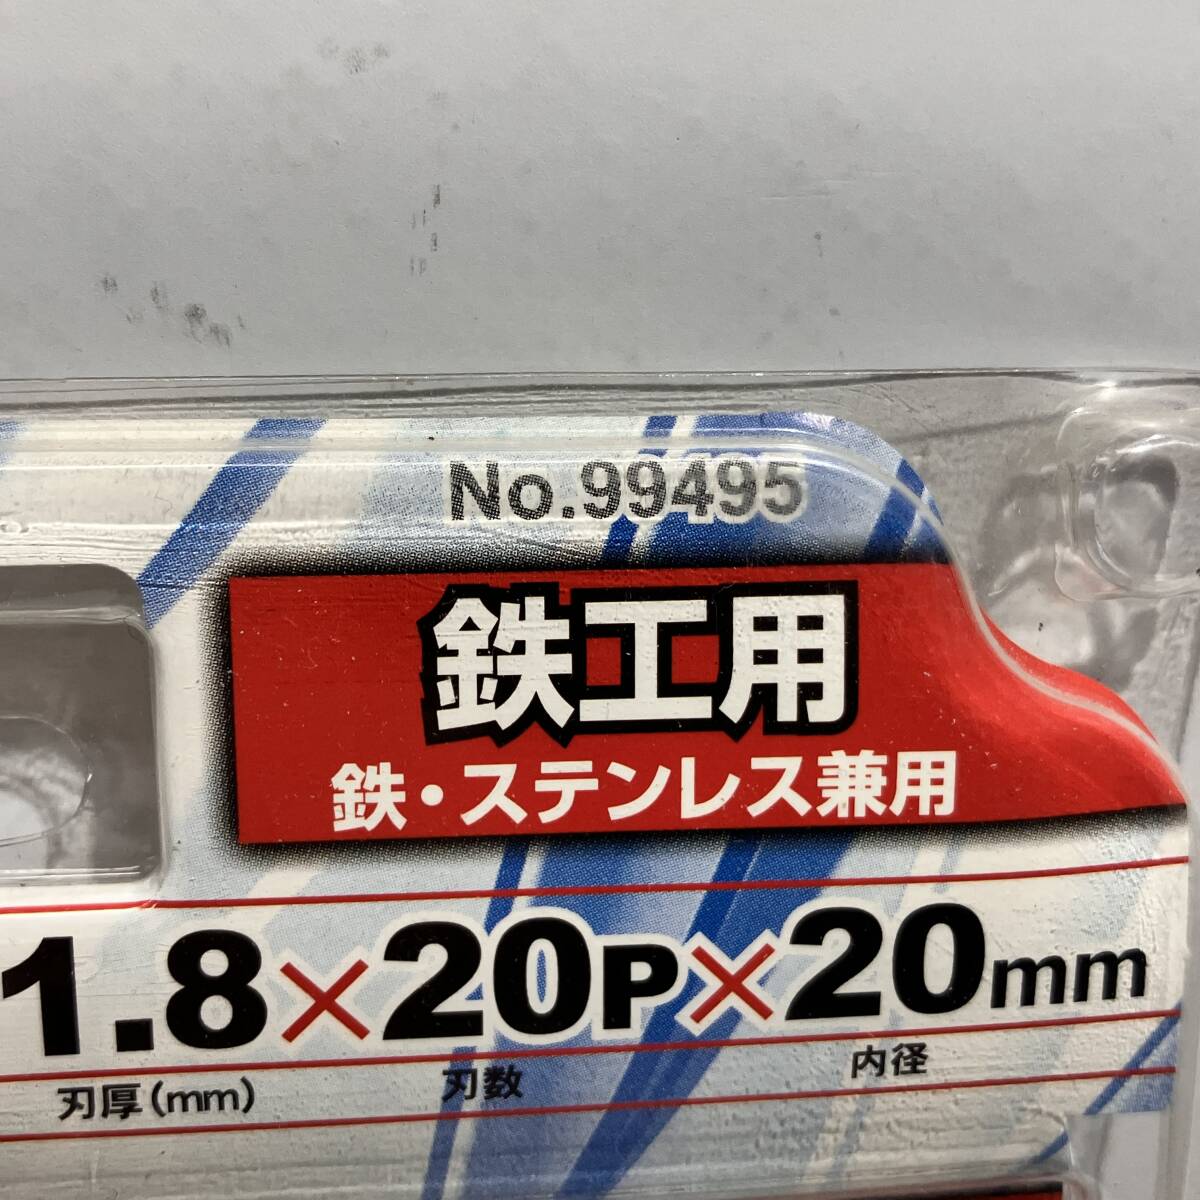 No.99495
鉄工用
鉄・ステンレス兼用
1.8×20P×20mm
刃厚(mm) 刃数 内径